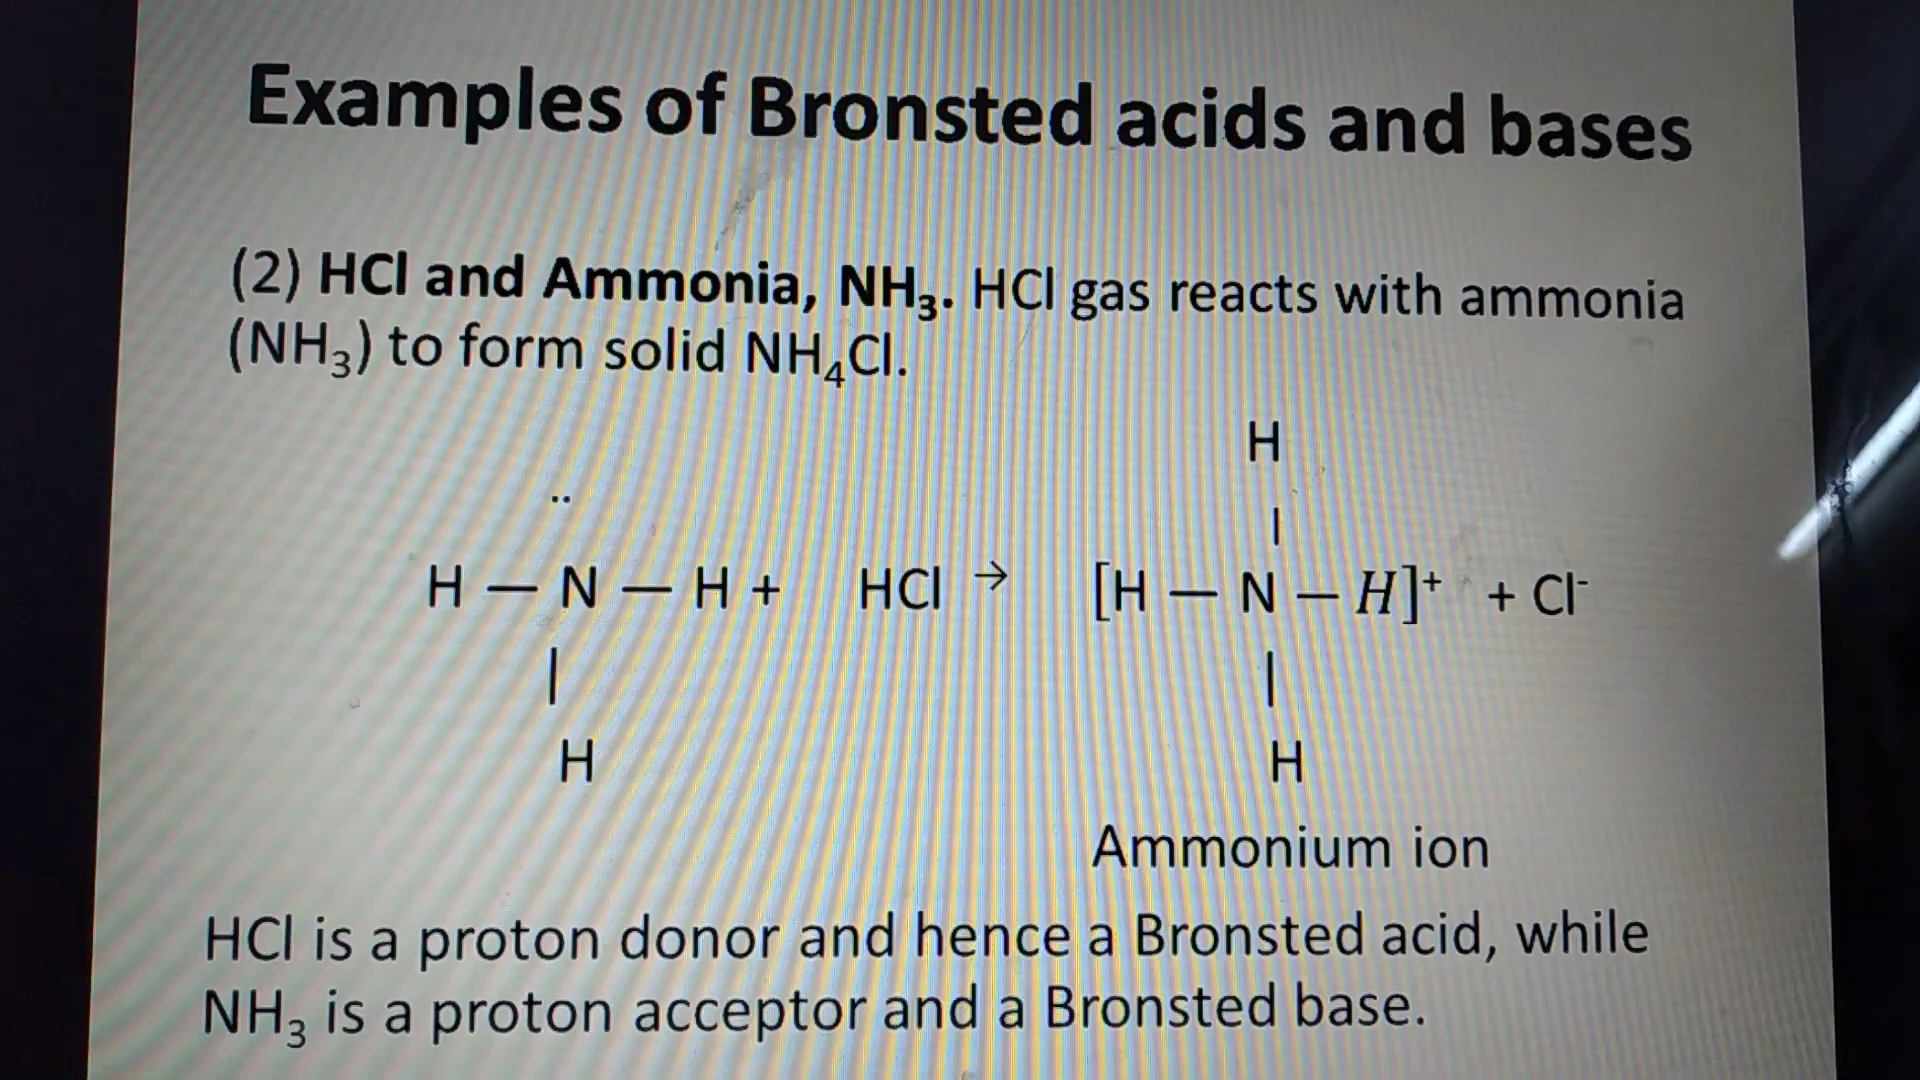 Examples of Bronsted acids and bases
(2) HCl and Ammonia, NH₃. HCl gas reacts with ammonia
(NH₃) to form solid NH₄Cl.
H
..
I
H — N — H + HCl → [H — N — H]⁺ + Cl⁻
| |
H H
Ammonium ion
HCl is a proton donor and hence a Bronsted acid, while
NH₃ is a proton acceptor and a Bronsted base.